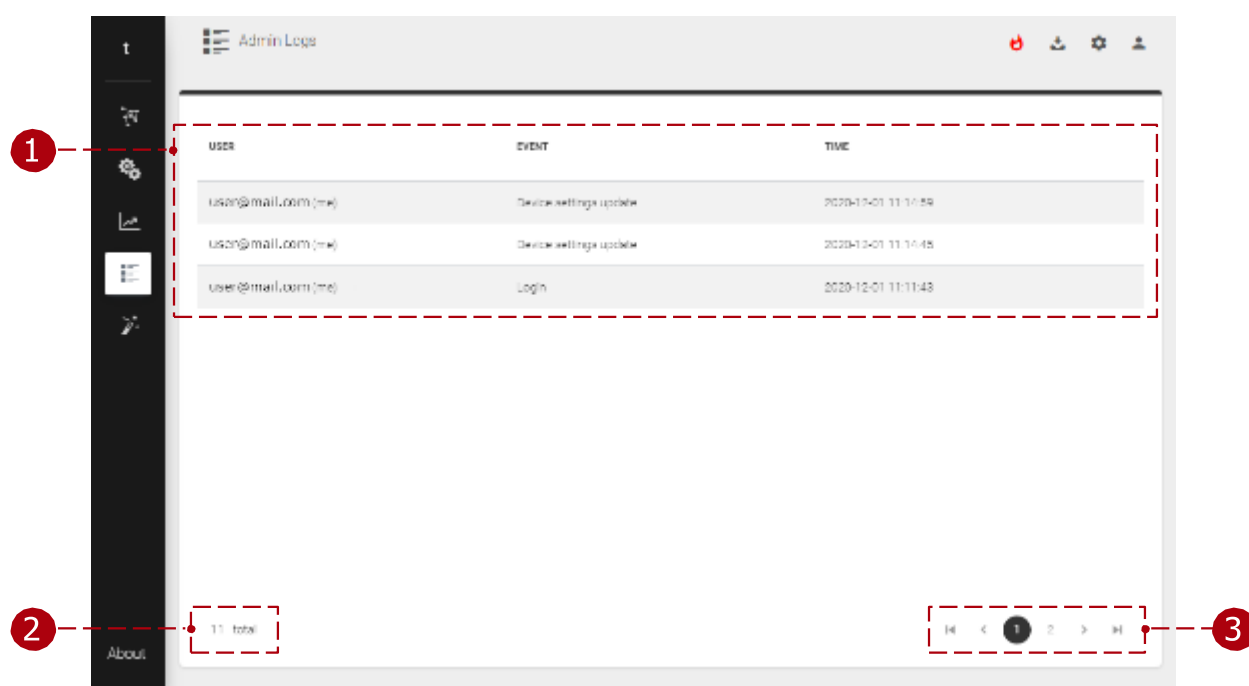 t
Admin Logs
1
USER EVENT TIME
user@mail.com (me) Device settings update 2020-12-01 11:14:59
user@mail.com (me) Device settings update 2020-12-01 11:14:45
user@mail.com (me) Login 2020-12-01 11:11:43
2
11 total
1 2
3
About